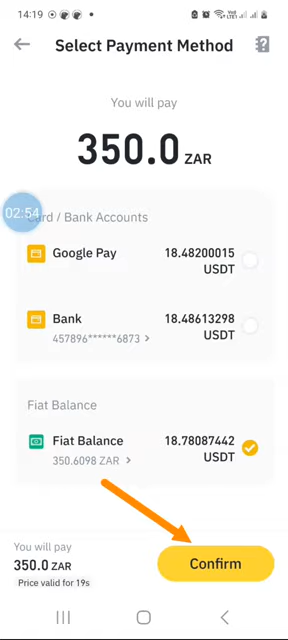 14:19
Select Payment Method
You will pay
350.0 ZAR
02:54
Card / Bank Accounts
Google Pay
18.48200015
USDT
Bank
18.48613298
457896******6873 >
USDT
Fiat Balance
Fiat Balance
18.78087442
350.6098 ZAR >
USDT
You will pay
350.0 ZAR
Price valid for 19s
Confirm